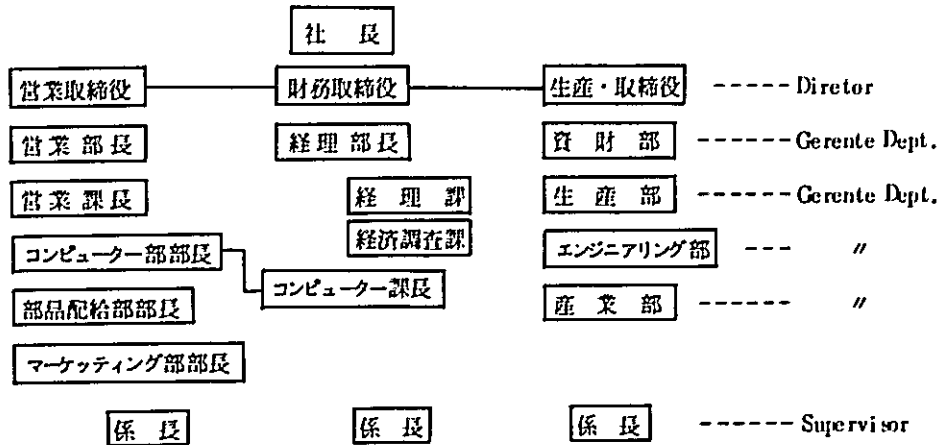 社長
営業取締役 財務取締役 生産・取締役 ----- Diretor
営業部長 経理部長 資財部 ------ Gerente Dept.
営業課長 経理課 生産部 ------ Gerente Dept.
経済調査課
コンピューター部部長 エンジニアリング部 --- 〃
コンピューター課長
部品配給部部長 産業部 ------ 〃
マーケッティング部部長
係長 係長 係長 ------ Supervisor